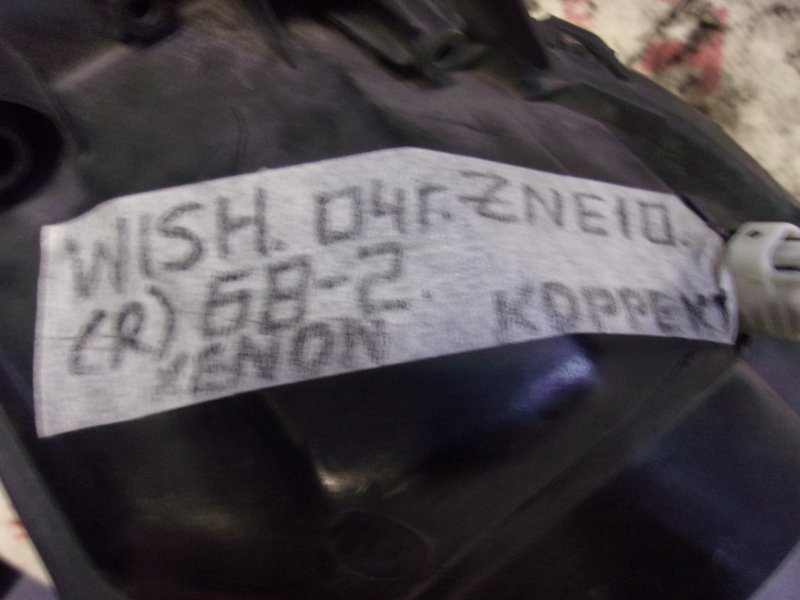 WISH. 04г. ZNE10.
(R) 68-2.
XENON КОРРЕКТ